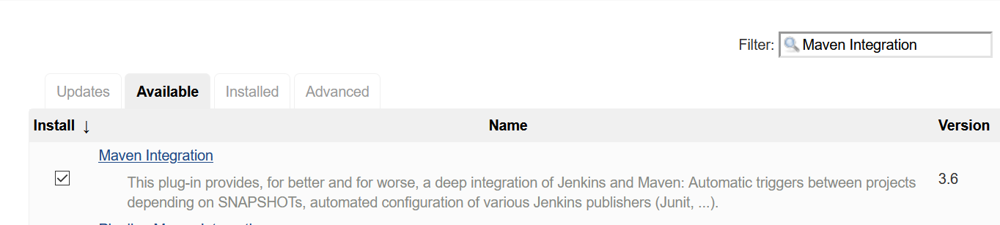 Filter: Maven Integration
Updates Available Installed Advanced
Install ↓ Name Version
Maven Integration
This plug-in provides, for better and for worse, a deep integration of Jenkins and Maven: Automatic triggers between projects
3.6
depending on SNAPSHOTs, automated configuration of various Jenkins publishers (Junit, ...).